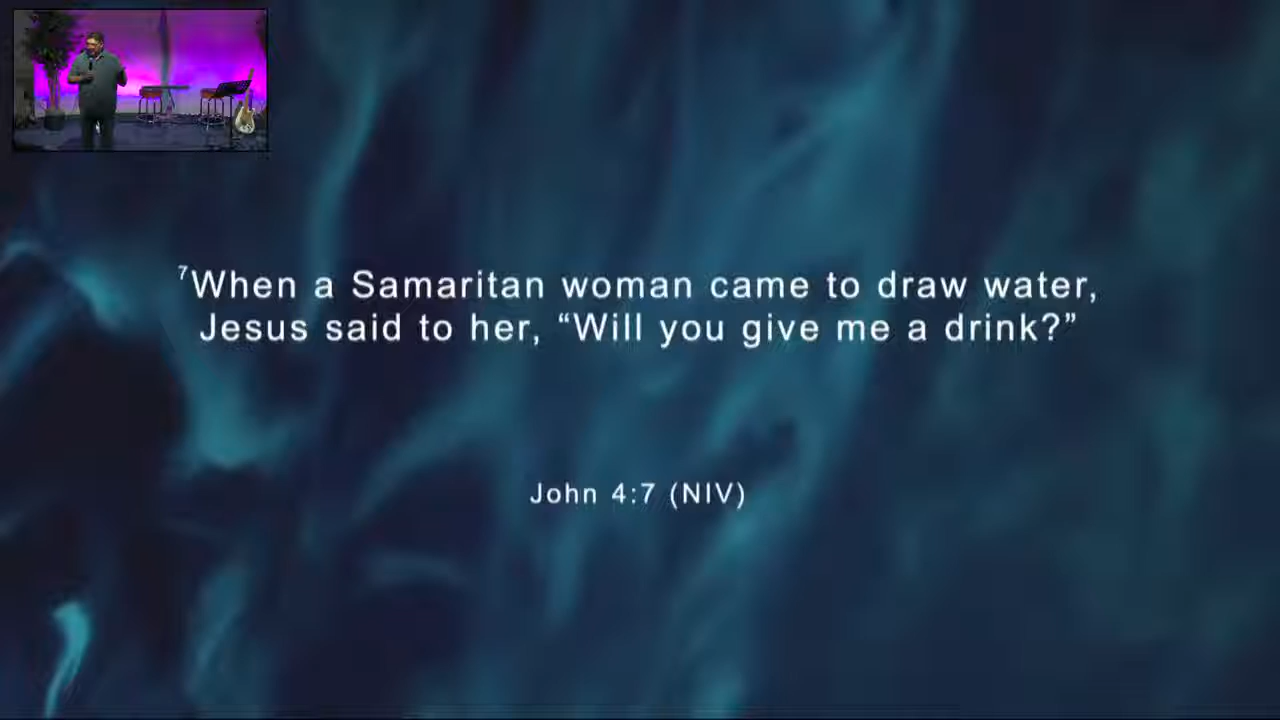 ⁷When a Samaritan woman came to draw water,
Jesus said to her, “Will you give me a drink?”
John 4:7 (NIV)